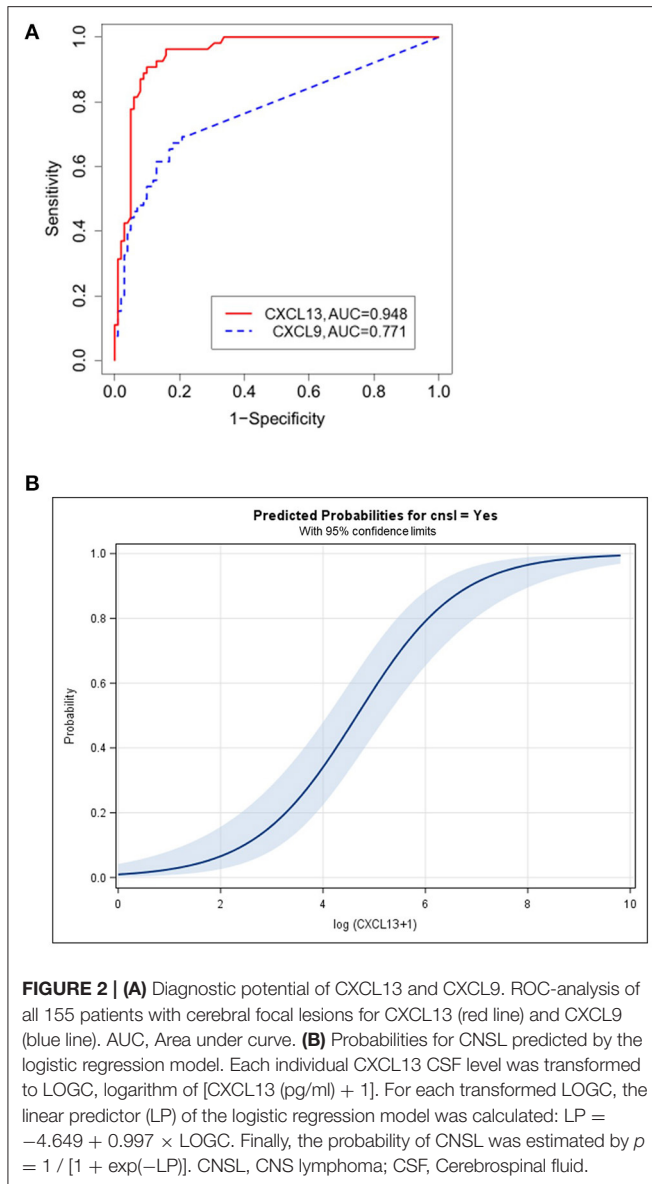 A
1.0
0.8
0.6
0.4
0.2
0.0
Sensitivity
CXCL13,AUC=0.948
CXCL9,AUC=0.771
0.0 0.2 0.4 0.6 0.8 1.0
1−Specificity
B
Predicted Probabilities for cnsl = Yes
With 95% confidence limits
1.0
0.8
0.6
0.4
0.2
0.0
Probability
0 2 4 6 8 10
log (CXCL13+1)
FIGURE 2 | (A) Diagnostic potential of CXCL13 and CXCL9. ROC-analysis of
all 155 patients with cerebral focal lesions for CXCL13 (red line) and CXCL9
(blue line). AUC, Area under curve. (B) Probabilities for CNSL predicted by the
logistic regression model. Each individual CXCL13 CSF level was transformed
to LOGC, logarithm of [CXCL13 (pg/ml) + 1]. For each transformed LOGC, the
linear predictor (LP) of the logistic regression model was calculated: LP =
−4.649 + 0.997 × LOGC. Finally, the probability of CNSL was estimated by p
= 1 / [1 + exp(−LP)]. CNSL, CNS lymphoma; CSF, Cerebrospinal fluid.